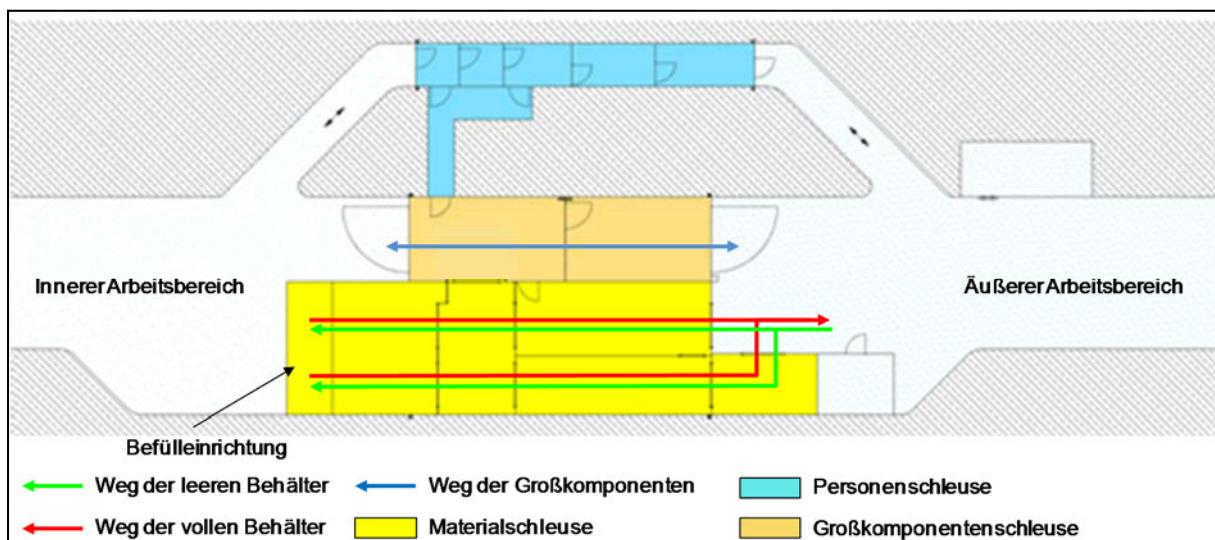 Innerer Arbeitsbereich
Äußerer Arbeitsbereich
Befülleinrichtung
Weg der leeren Behälter
Weg der Großkomponenten
Personenschleuse
Weg der vollen Behälter
Materialschleuse
Großkomponentenschleuse